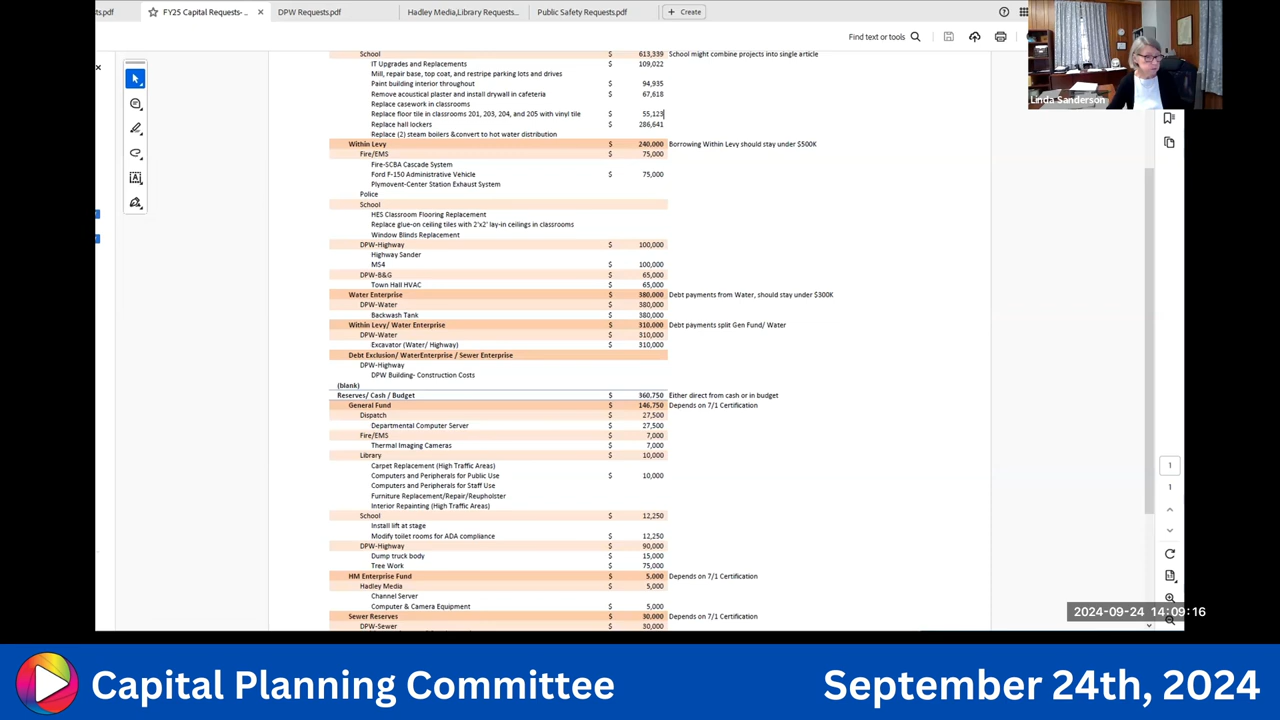 ts.pdf
FY25 Capital Requests-...
DPW Requests.pdf
Hadley Media,Library Requests...
Public Safety Requests.pdf
Create
Find text or tools
School $ 613,339 School might combine projects into single article
IT Upgrades and Replacements $ 109,022
Mill, repair base, top coat, and restripe parking lots and drives
Paint building interior throughout $ 94,935
Remove acoustical plaster and install drywall in cafeteria $ 67,618
Replace casework in classrooms
Replace floor tile in classrooms 201, 203, 204, and 205 with vinyl tile $ 55,123
Replace hall lockers $ 286,641
Replace (2) steam boilers &convert to hot water distribution
Within Levy $ 240,000 Borrowing Within Levy should stay under $500K
Fire/EMS $ 75,000
Fire-SCBA Cascade System
Ford F-150 Administrative Vehicle $ 75,000
Plymovent-Center Station Exhaust System
Police
School
HES Classroom Flooring Replacement
Replace glue-on ceiling tiles with 2'x2' lay-in ceilings in classrooms
Window Blinds Replacement
DPW-Highway $ 100,000
Highway Sander
MS4 $ 100,000
DPW-B&G $ 65,000
Town Hall HVAC $ 65,000
Water Enterprise $ 380,000 Debt payments from Water, should stay under $300K
DPW-Water $ 380,000
Backwash Tank $ 380,000
Within Levy/ Water Enterprise $ 310,000 Debt payments split Gen Fund/ Water
DPW-Water $ 310,000
Excavator (Water/ Highway) $ 310,000
Debt Exclusion/ WaterEnterprise / Sewer Enterprise
DPW-Highway
DPW Building- Construction Costs
(blank)
Reserves/ Cash / Budget $ 360,750 Either direct from cash or in budget
General Fund $ 146,750 Depends on 7/1 Certification
Dispatch $ 27,500
Departmental Computer Server $ 27,500
Fire/EMS $ 7,000
Thermal Imaging Cameras $ 7,000
Library $ 10,000
Carpet Replacement (High Traffic Areas)
Computers and Peripherals for Public Use $ 10,000
Computers and Peripherals for Staff Use
Furniture Replacement/Repair/Reupholster
Interior Repainting (High Traffic Areas)
School $ 12,250
Install lift at stage
Modify toilet rooms for ADA compliance $ 12,250
DPW-Highway $ 90,000
Dump truck body $ 15,000
Tree Work $ 75,000
HM Enterprise Fund $ 5,000 Depends on 7/1 Certification
Hadley Media $ 5,000
Channel Server
Computer & Camera Equipment $ 5,000
Sewer Reserves $ 30,000 Depends on 7/1 Certification
DPW-Sewer $ 30,000
Linda Sanderson
1
1
2024-09-24 14:09:16
Capital Planning Committee
September 24th, 2024